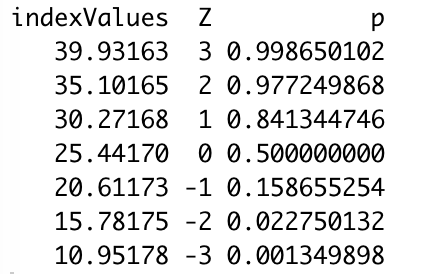 indexValues Z p
39.93163 3 0.998650102
35.10165 2 0.977249868
30.27168 1 0.841344746
25.44170 0 0.500000000
20.61173 -1 0.158655254
15.78175 -2 0.022750132
10.95178 -3 0.001349898